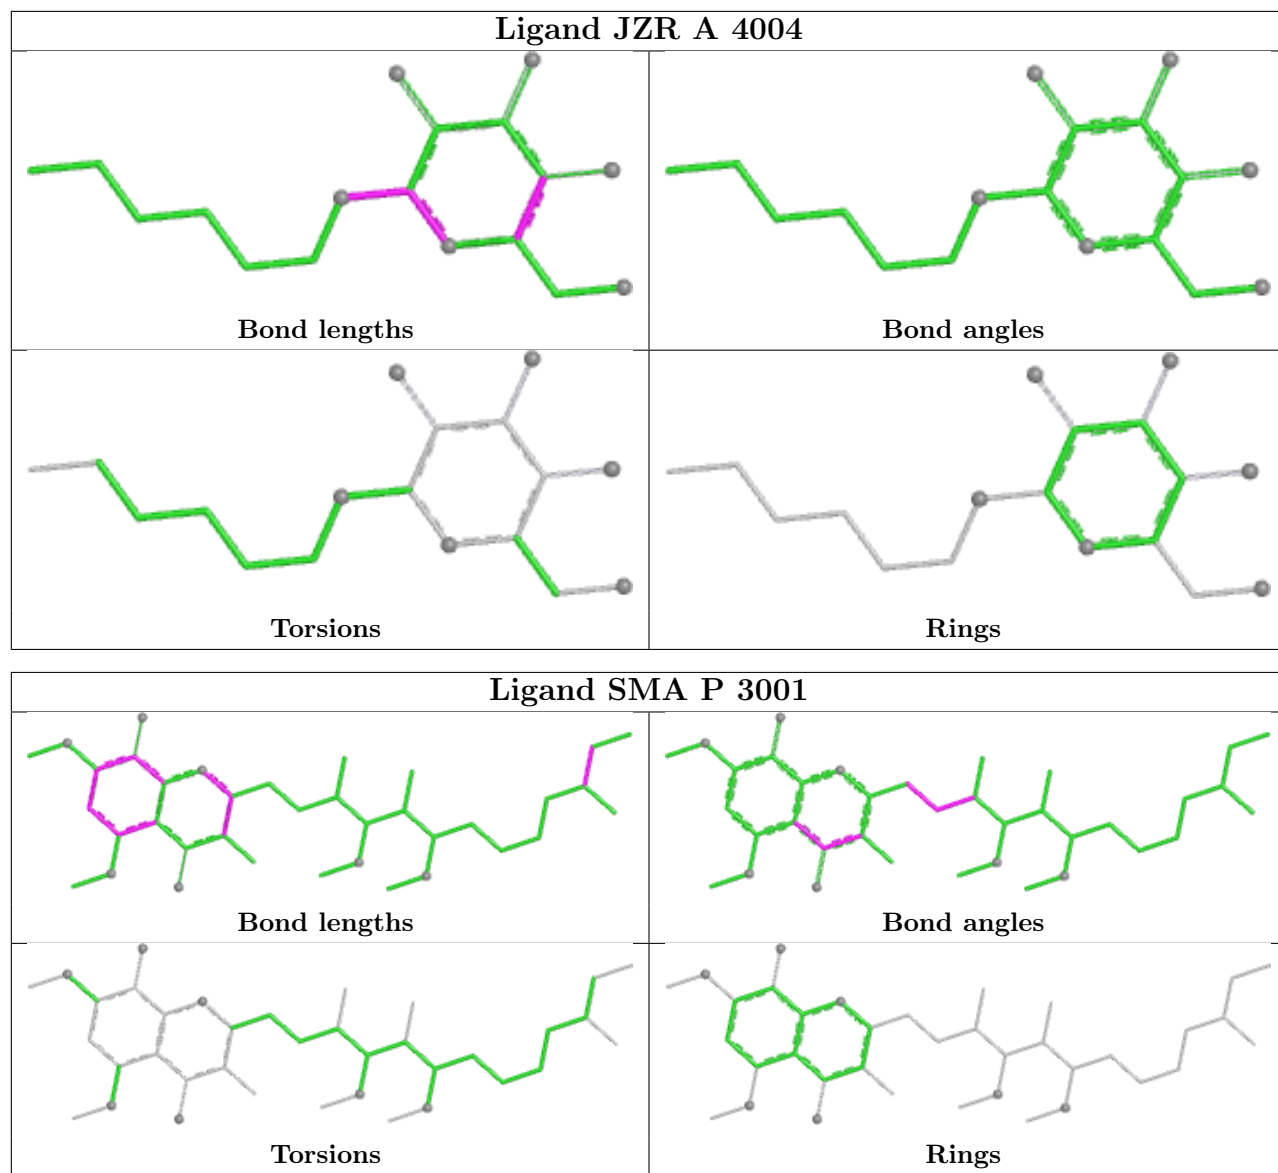 Ligand JZR A 4004
Bond lengths
Bond angles
Torsions
Rings
Ligand SMA P 3001
Bond lengths
Bond angles
Torsions
Rings